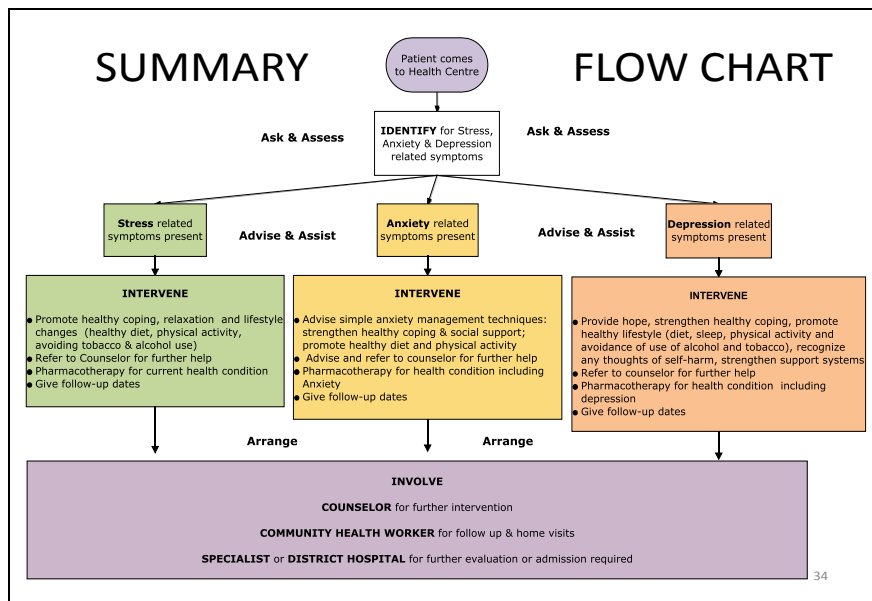 SUMMARY
FLOW CHART
Patient comes
to Health Centre
Ask & Assess
Ask & Assess
IDENTIFY for Stress,
Anxiety & Depression
related symptoms
Stress related
symptoms present
Advise & Assist
Anxiety related
symptoms present
Advise & Assist
Depression related
symptoms present
INTERVENE
● Promote healthy coping, relaxation and lifestyle
changes (healthy diet, physical activity,
avoiding tobacco & alcohol use)
● Refer to Counselor for further help
● Pharmacotherapy for current health condition
● Give follow-up dates
INTERVENE
● Advise simple anxiety management techniques:
strengthen healthy coping & social support;
promote healthy diet and physical activity
● Advise and refer to counselor for further help
● Pharmacotherapy for health condition including
Anxiety
● Give follow-up dates
INTERVENE
● Provide hope, strengthen healthy coping, promote
healthy lifestyle (diet, sleep, physical activity and
avoidance of use of alcohol and tobacco), recognize
any thoughts of self-harm, strengthen support systems
● Refer to counselor for further help
● Pharmacotherapy for health condition including
depression
● Give follow-up dates
Arrange
Arrange
INVOLVE
COUNSELOR for further intervention
COMMUNITY HEALTH WORKER for follow up & home visits
SPECIALIST or DISTRICT HOSPITAL for further evaluation or admission required
34